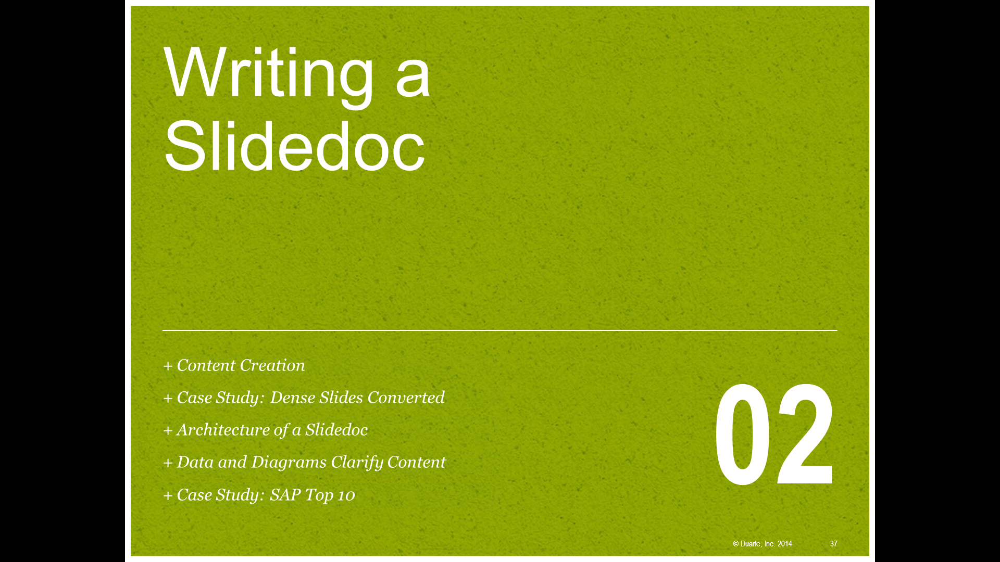 Writing a
Slidedoc
+ Content Creation
+ Case Study: Dense Slides Converted
+ Architecture of a Slidedoc
+ Data and Diagrams Clarify Content
+ Case Study: SAP Top 10
02
© Duarte, Inc. 2014 37